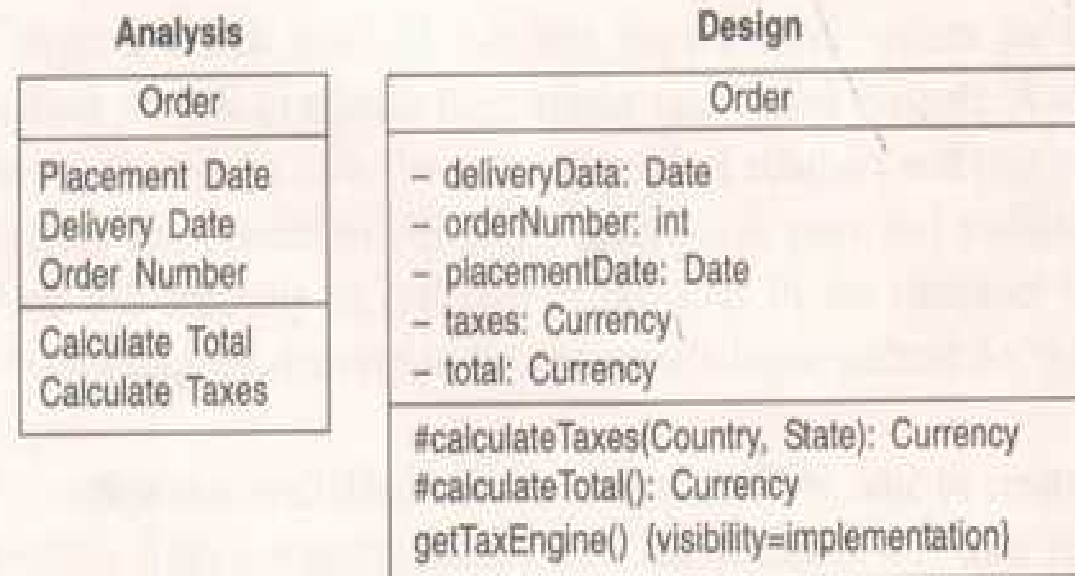 Analysis
Order
Placement Date
Delivery Date
Order Number
Calculate Total
Calculate Taxes
Design
Order
– deliveryData: Date
– orderNumber: int
– placementDate: Date
– taxes: Currency
– total: Currency
#calculateTaxes(Country, State): Currency
#calculateTotal(): Currency
getTaxEngine() {visibility=implementation}